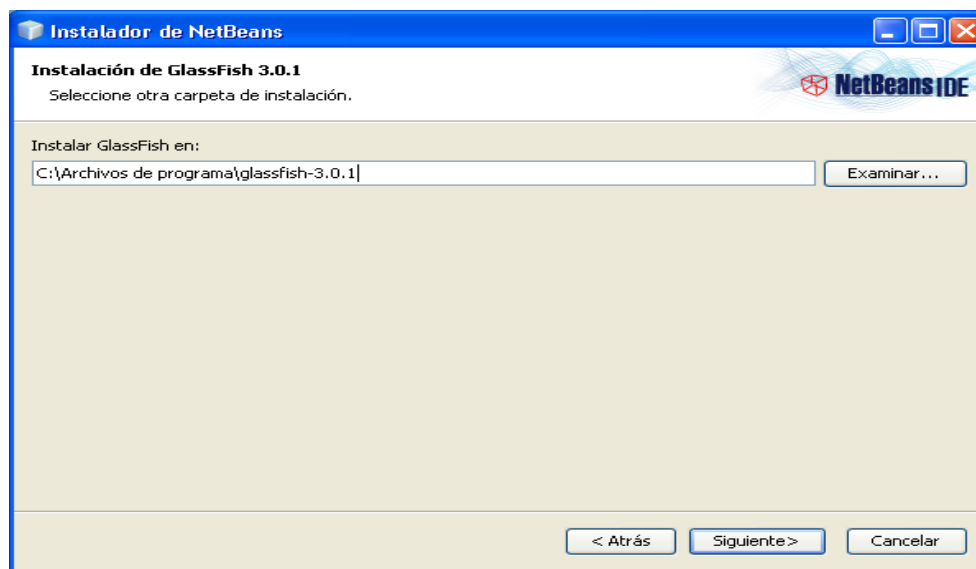 Instalador de NetBeans
Instalación de GlassFish 3.0.1
Seleccione otra carpeta de instalación.
NetBeans IDE
Instalar GlassFish en:
C:\Archivos de programa\glassfish-3.0.1
Examinar...
< Atrás
Siguiente>
Cancelar